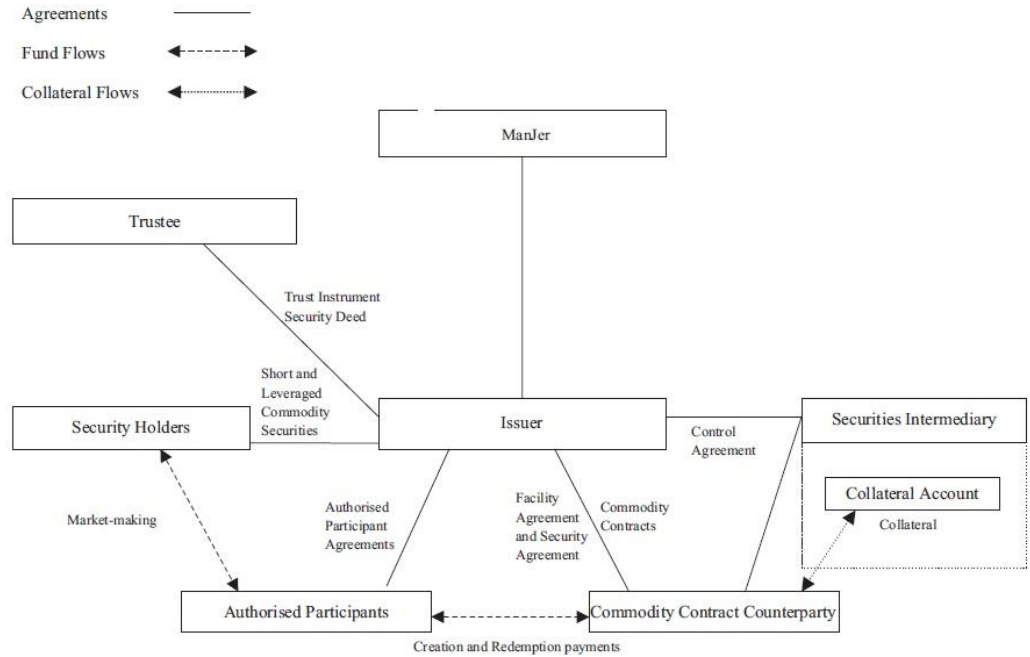 Agreements
Fund Flows
Collateral Flows
ManJer
Trustee
Trust Instrument
Security Deed
Short and
Leveraged
Commodity
Securities
Security Holders
Issuer
Control
Agreement
Securities Intermediary
Collateral Account
Collateral
Market-making
Authorised
Participant
Agreements
Facility
Agreement
and Security
Agreement
Commodity
Contracts
Authorised Participants
Commodity Contract Counterparty
Creation and Redemption payments